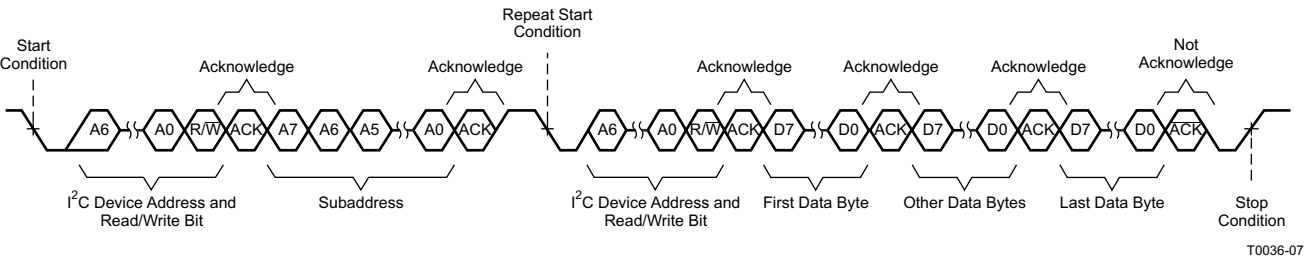 Repeat Start
Condition
Start
Condition
Not
Acknowledge
Acknowledge Acknowledge Acknowledge Acknowledge Acknowledge
A6 A0 R/W̅ ACK A7 A6 A5 A0 ACK A6 A0 R/W̅ ACK D7 D0 ACK D7 D0 ACK D7 D0 A̅C̅K̅
I²C Device Address and
Read/Write Bit
Subaddress
I²C Device Address and
Read/Write Bit
First Data Byte
Other Data Bytes
Last Data Byte
Stop
Condition
T0036-07